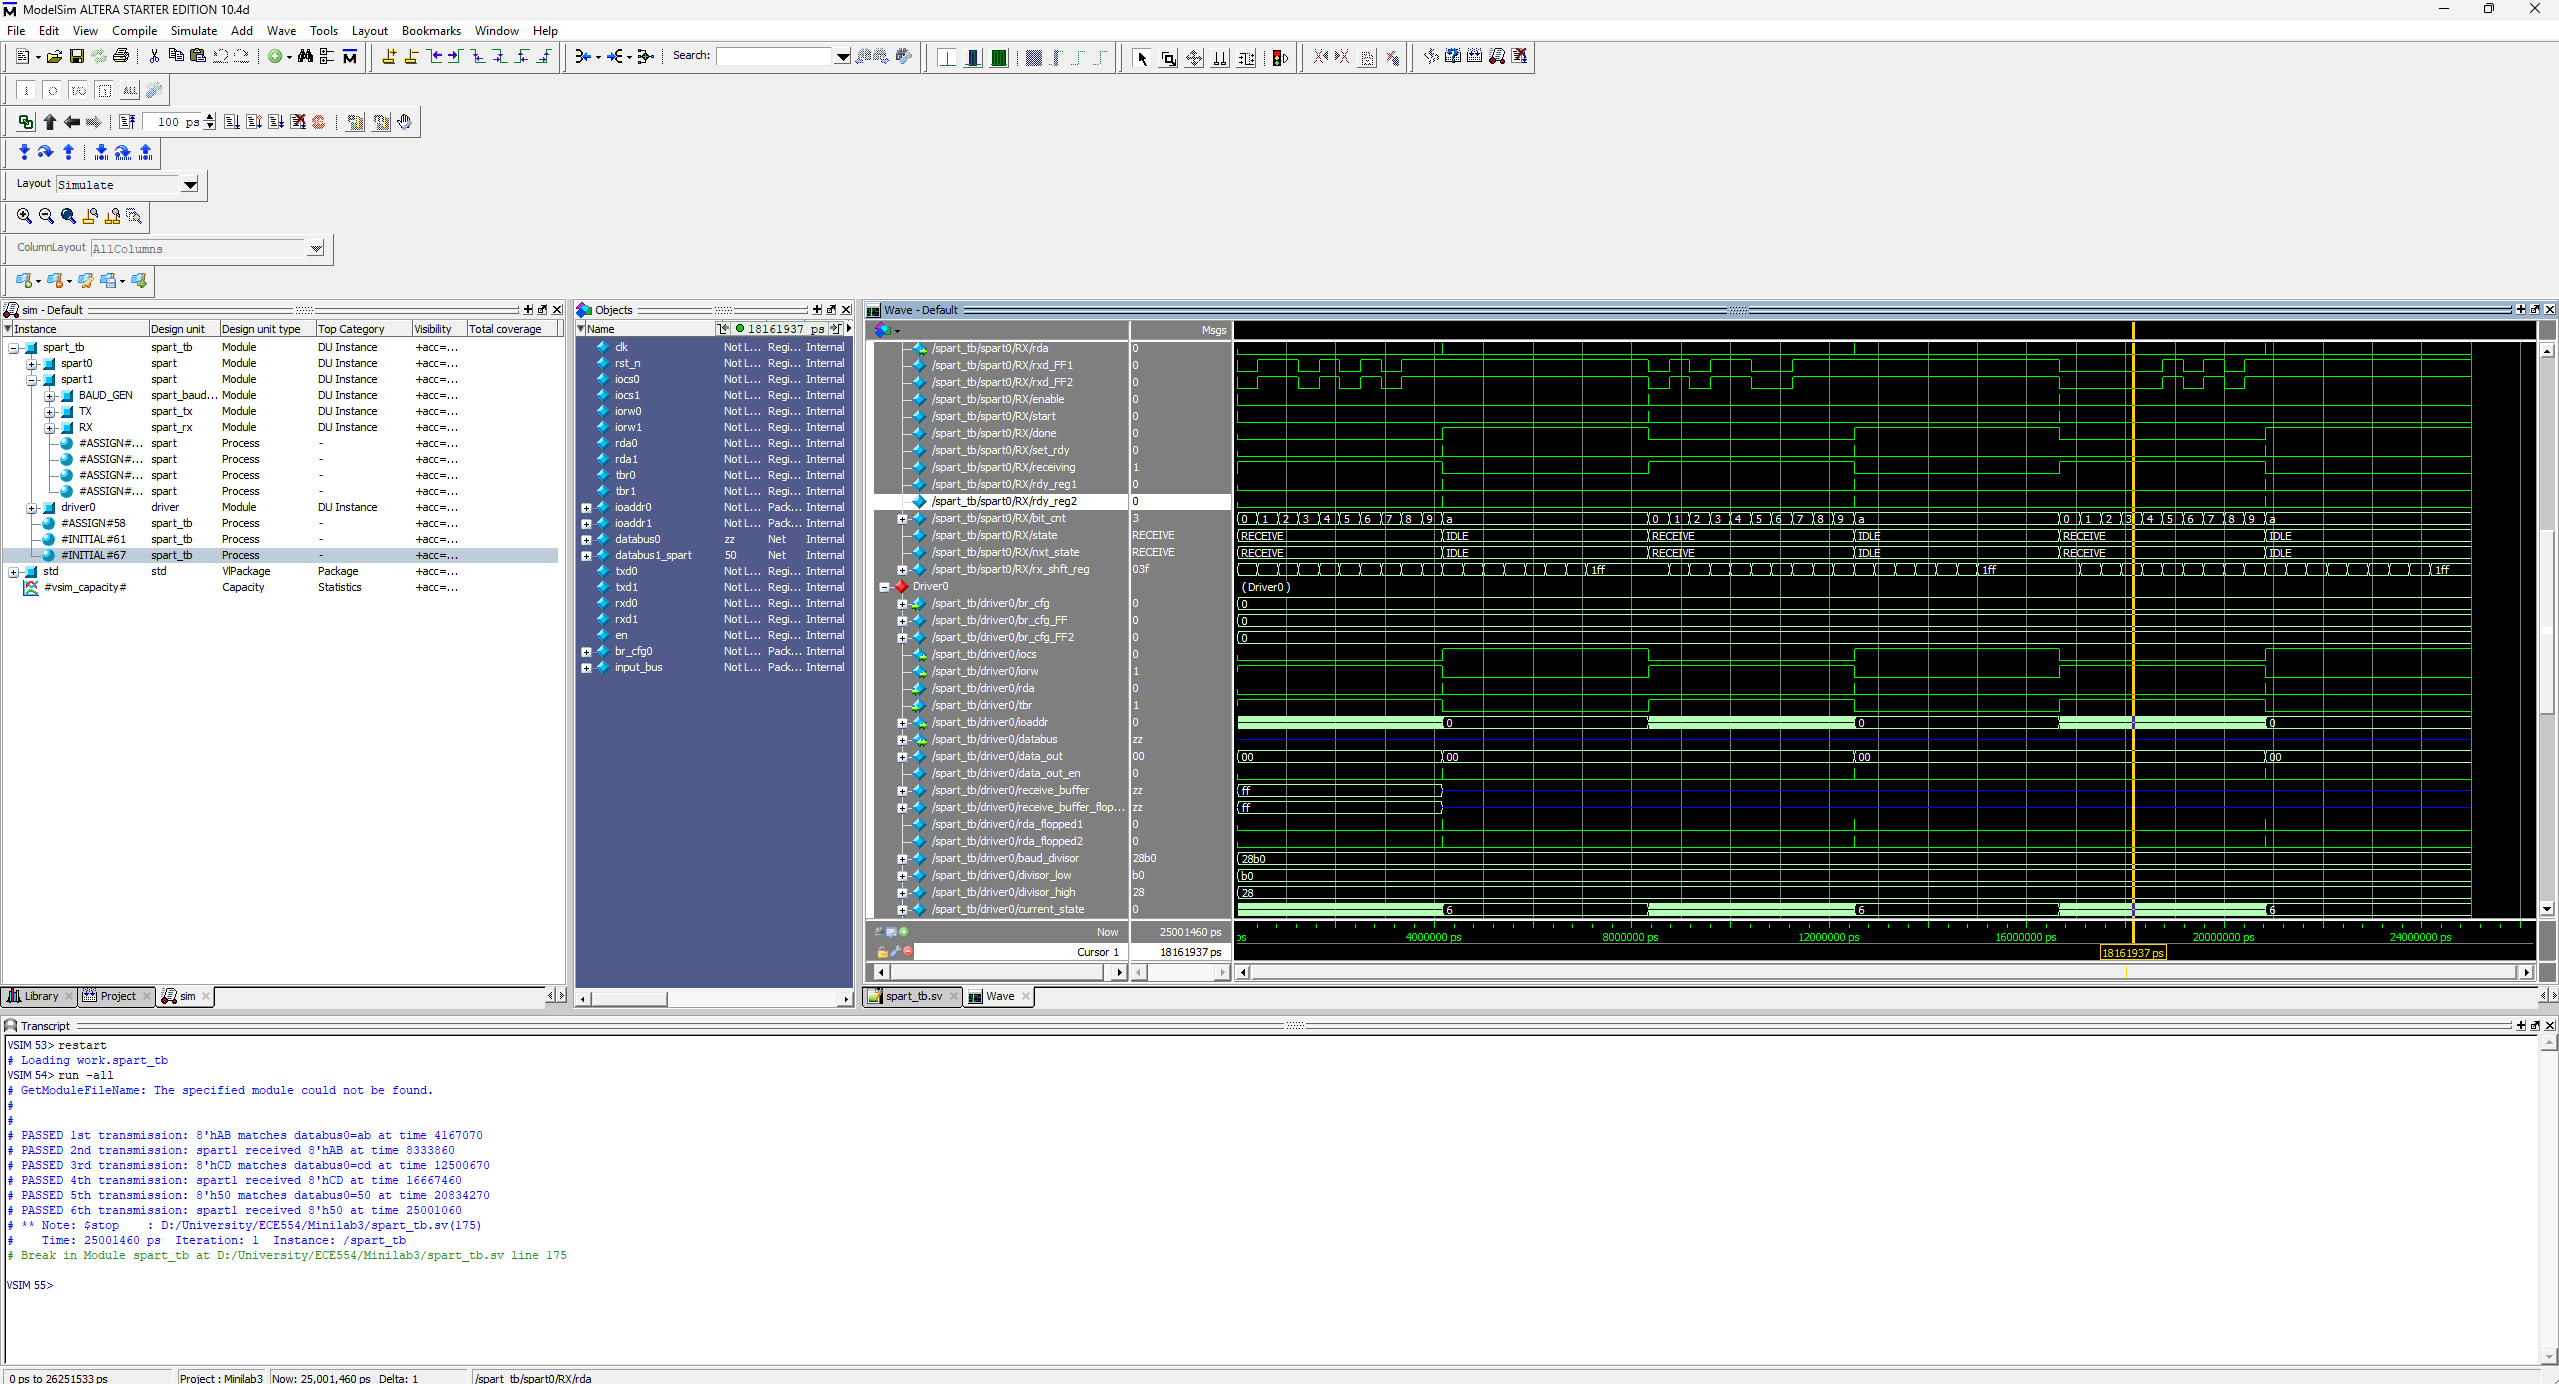 ModelSim ALTERA STARTER EDITION 10.4d
File Edit View Compile Simulate Add Wave Tools Layout Bookmarks Window Help
Search:
ALL
100 ps
Layout Simulate
ColumnLayout AllColumns
sim - Default
Instance Design unit Design unit type Top Category Visibility Total coverage
spart_tb spart_tb Module DU Instance +acc=...
spart0 spart Module DU Instance +acc=...
spart1 spart Module DU Instance +acc=...
BAUD_GEN spart_baud... Module DU Instance +acc=...
TX spart_tx Module DU Instance +acc=...
RX spart_rx Module DU Instance +acc=...
#ASSIGN#... spart Process - +acc=...
#ASSIGN#... spart Process - +acc=...
#ASSIGN#... spart Process - +acc=...
#ASSIGN#... spart Process - +acc=...
driver0 driver Module DU Instance +acc=...
#ASSIGN#58 spart_tb Process - +acc=...
#INITIAL#61 spart_tb Process - +acc=...
#INITIAL#67 spart_tb Process - +acc=...
std std VlPackage Package +acc=...
#vsim_capacity# Capacity Statistics +acc=...
Library Project sim
Objects
Name 18161937 ps
clk Not L... Regi... Internal
rst_n Not L... Regi... Internal
iocs0 Not L... Regi... Internal
iocs1 Not L... Regi... Internal
iorw0 Not L... Regi... Internal
iorw1 Not L... Regi... Internal
rda0 Not L... Regi... Internal
rda1 Not L... Regi... Internal
tbr0 Not L... Regi... Internal
tbr1 Not L... Regi... Internal
ioaddr0 Not L... Pack... Internal
ioaddr1 Not L... Pack... Internal
databus0 zz Net Internal
databus1_spart 50 Net Internal
txd0 Not L... Regi... Internal
txd1 Not L... Regi... Internal
rxd0 Not L... Regi... Internal
rxd1 Not L... Regi... Internal
en Not L... Regi... Internal
br_cfg0 Not L... Pack... Internal
input_bus Not L... Pack... Internal
Wave - Default
Msgs
/spart_tb/spart0/RX/rda 0
/spart_tb/spart0/RX/rxd_FF1 0
/spart_tb/spart0/RX/rxd_FF2 0
/spart_tb/spart0/RX/enable 0
/spart_tb/spart0/RX/start 0
/spart_tb/spart0/RX/done 0
/spart_tb/spart0/RX/set_rdy 0
/spart_tb/spart0/RX/receiving 1
/spart_tb/spart0/RX/rdy_reg1 0
/spart_tb/spart0/RX/rdy_reg2 0
/spart_tb/spart0/RX/bit_cnt 3 0 1 2 3 4 5 6 7 8 9 a 0 1 2 3 4 5 6 7 8 9 a 0 1 2 3 4 5 6 7 8 9 a
/spart_tb/spart0/RX/state RECEIVE RECEIVE IDLE RECEIVE IDLE RECEIVE IDLE
/spart_tb/spart0/RX/nxt_state RECEIVE RECEIVE IDLE RECEIVE IDLE RECEIVE IDLE
/spart_tb/spart0/RX/rx_shft_reg 03f 1ff 1ff 1ff
Driver0 (Driver0)
/spart_tb/driver0/br_cfg 0 0
/spart_tb/driver0/br_cfg_FF 0 0
/spart_tb/driver0/br_cfg_FF2 0 0
/spart_tb/driver0/iocs 0
/spart_tb/driver0/iorw 1
/spart_tb/driver0/rda 0
/spart_tb/driver0/tbr 1
/spart_tb/driver0/ioaddr 0 0 0 0
/spart_tb/driver0/databus zz
/spart_tb/driver0/data_out 00 00 00 00 00
/spart_tb/driver0/data_out_en 0
/spart_tb/driver0/receive_buffer zz ff
/spart_tb/driver0/receive_buffer_flop... zz ff
/spart_tb/driver0/rda_flopped1 0
/spart_tb/driver0/rda_flopped2 0
/spart_tb/driver0/baud_divisor 28b0 28b0
/spart_tb/driver0/divisor_low b0 b0
/spart_tb/driver0/divisor_high 28 28
/spart_tb/driver0/current_state 0 6 6 6
Now 25001460 ps ps 4000000 ps 8000000 ps 12000000 ps 16000000 ps 20000000 ps 24000000 ps
Cursor 1 18161937 ps 18161937 ps
spart_tb.sv Wave
Transcript
VSIM 53> restart
# Loading work.spart_tb
VSIM 54> run -all
# GetModuleFileName: The specified module could not be found.
#
#
# PASSED 1st transmission: 8'hAB matches databus0=ab at time 4167070
# PASSED 2nd transmission: spart1 received 8'hAB at time 8333860
# PASSED 3rd transmission: 8'hCD matches databus0=cd at time 12500670
# PASSED 4th transmission: spart1 received 8'hCD at time 16667460
# PASSED 5th transmission: 8'h50 matches databus0=50 at time 20834270
# PASSED 6th transmission: spart1 received 8'h50 at time 25001060
# ** Note: $stop : D:/University/ECE554/Minilab3/spart_tb.sv(175)
# Time: 25001460 ps Iteration: 1 Instance: /spart_tb
# Break in Module spart_tb at D:/University/ECE554/Minilab3/spart_tb.sv line 175
VSIM 55>
0 ps to 26251533 ps Project : Minilab3 Now: 25,001,460 ps Delta: 1 /spart_tb/spart0/RX/rda